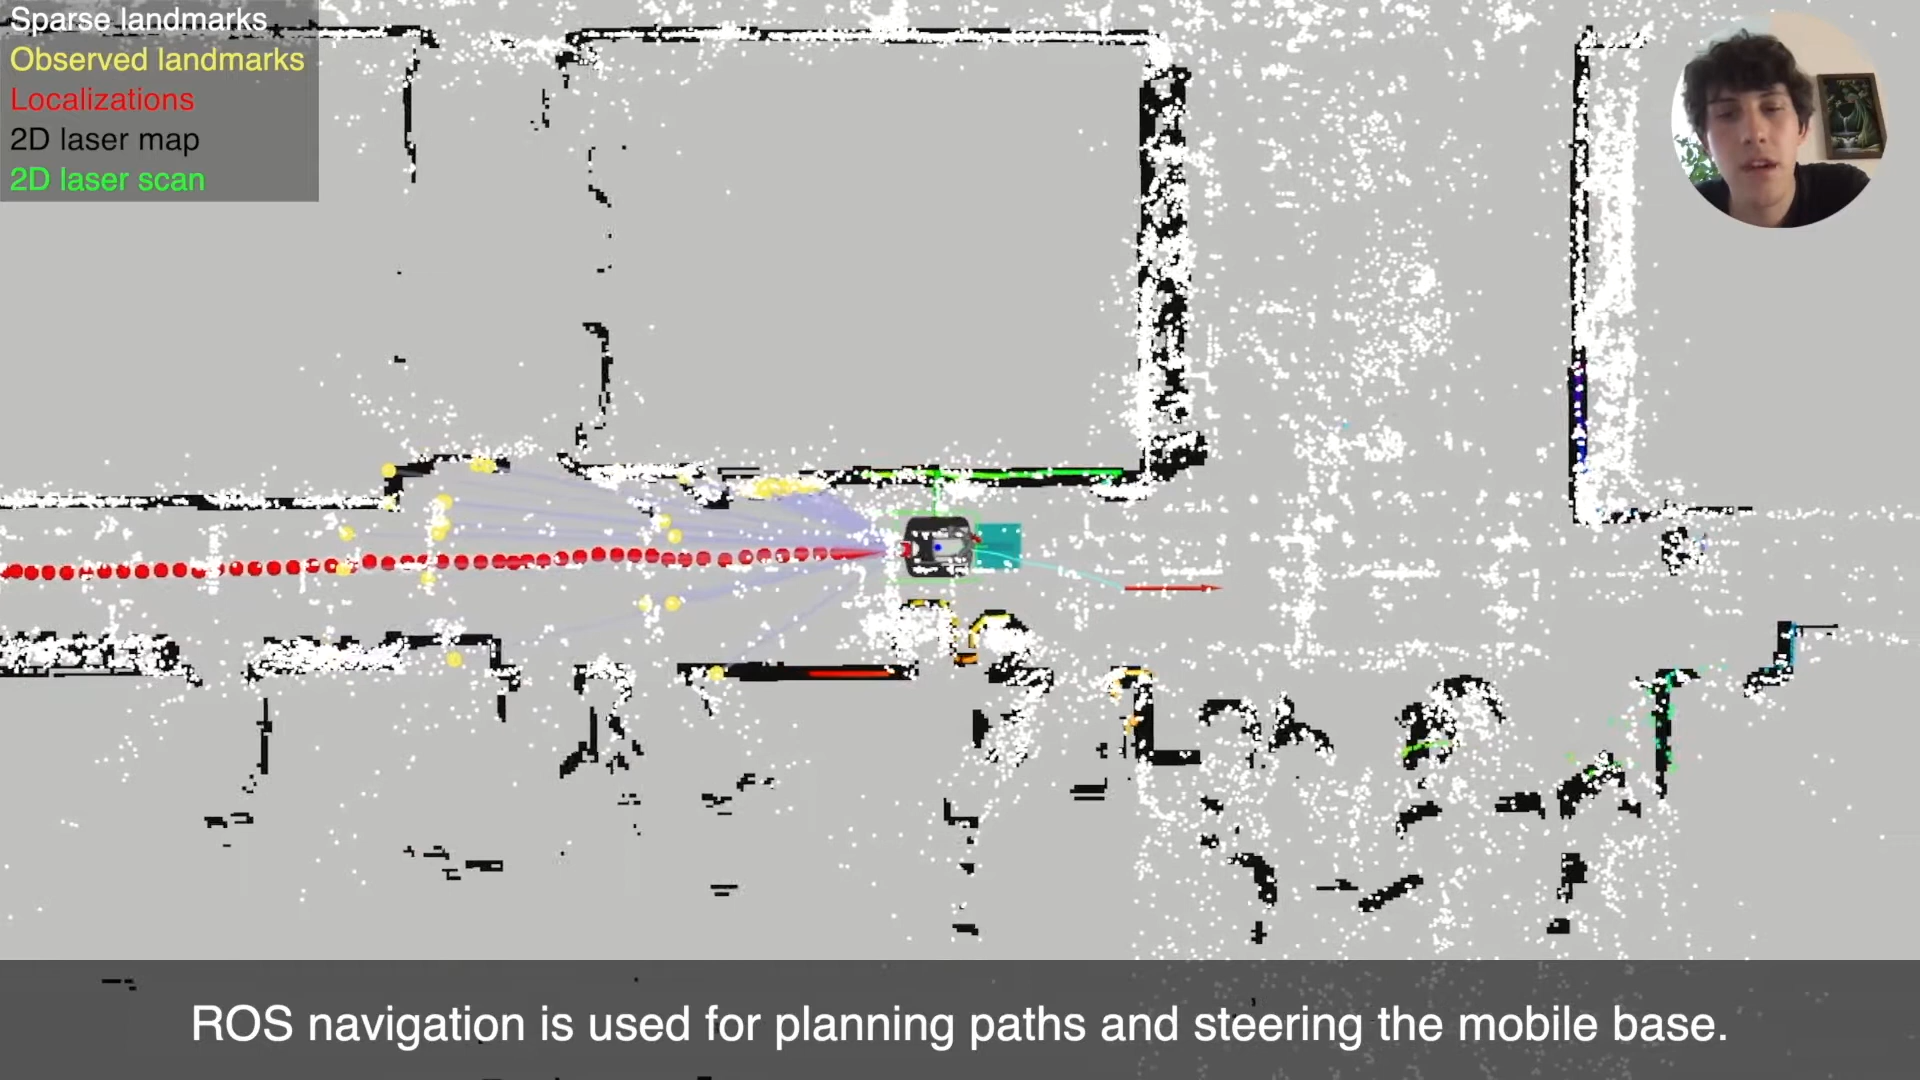 Sparse landmarks
Observed landmarks
Localizations
2D laser map
2D laser scan
ROS navigation is used for planning paths and steering the mobile base.